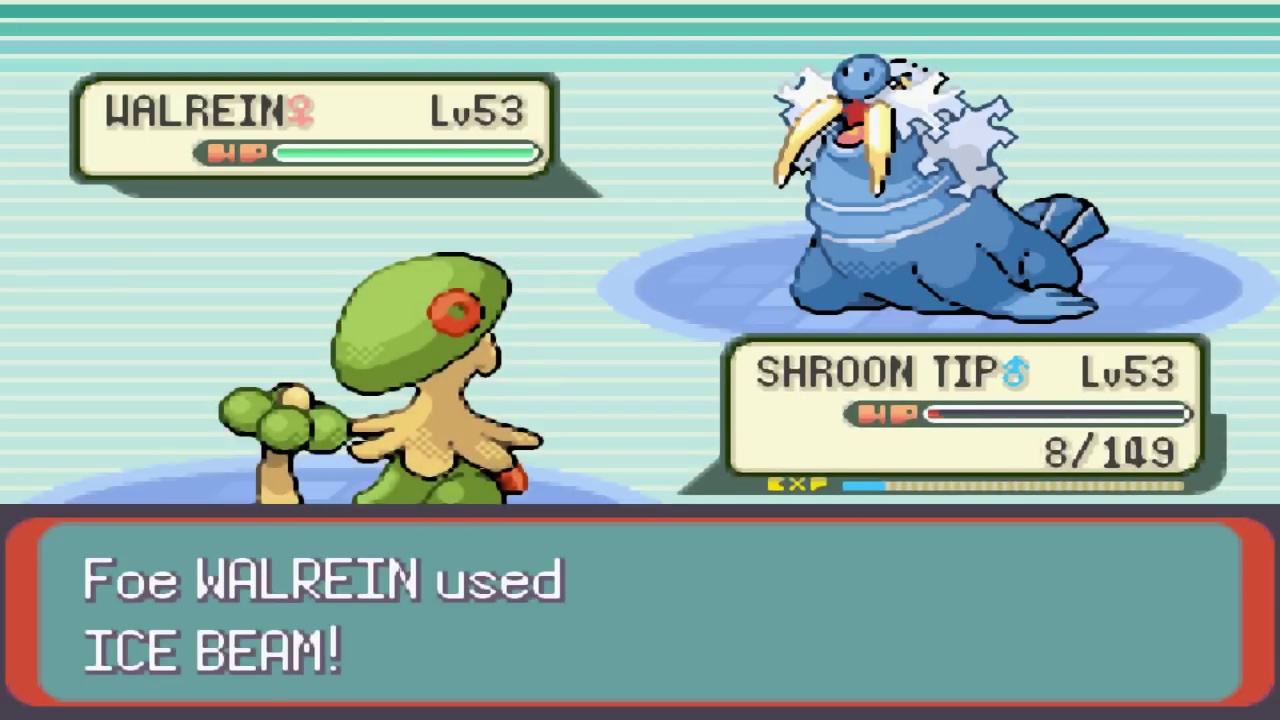 WALREIN♀ Lv53
HP
SHROON TIP♂ Lv53
HP
8/149
EXP
Foe WALREIN used
ICE BEAM!